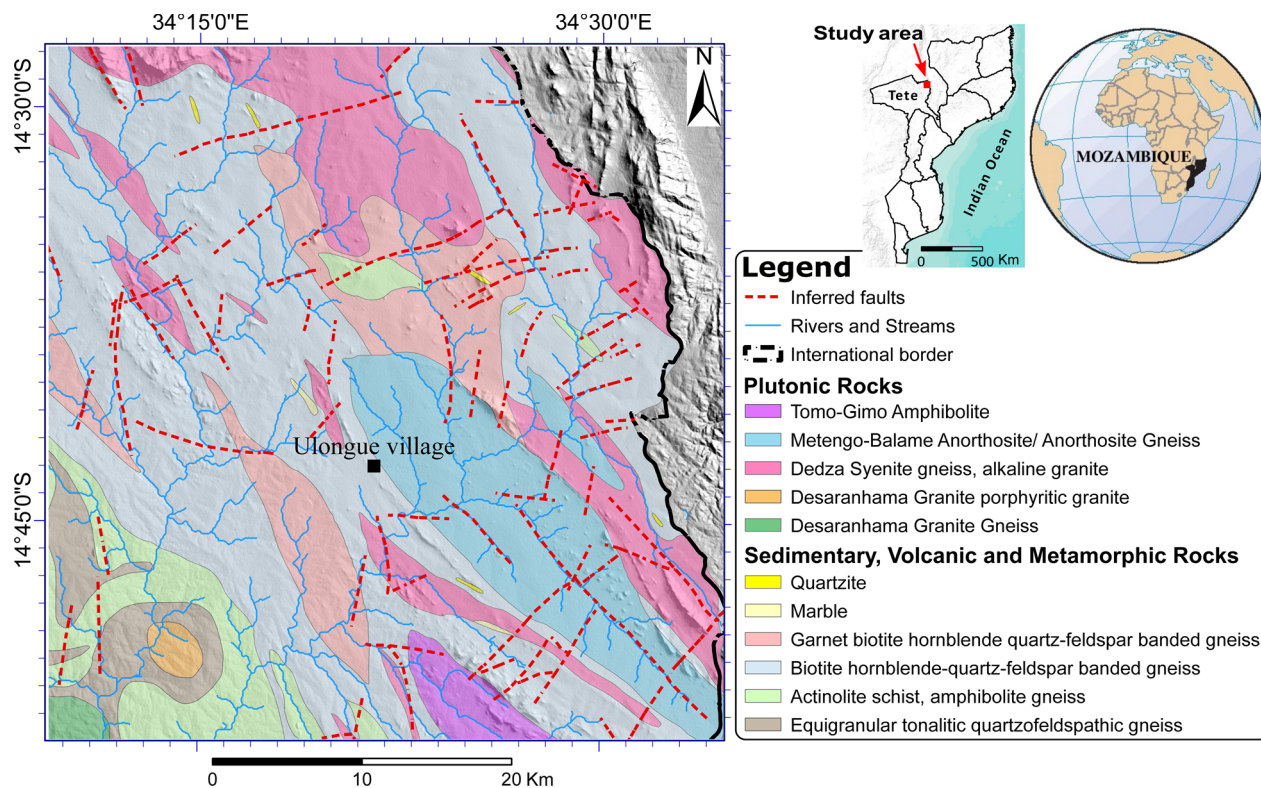 34°15'0"E
34°30'0"E
14°30'0"S
14°45'0"S
N
Ulongue village
0
10
20 Km
Study area
Tete
Indian Ocean
0
500 Km
MOZAMBIQUE
Legend
Inferred faults
Rivers and Streams
International border
Plutonic Rocks
Tomo-Gimo Amphibolite
Metengo-Balame Anorthosite/ Anorthosite Gneiss
Dedza Syenite gneiss, alkaline granite
Desaranhama Granite porphyritic granite
Desaranhama Granite Gneiss
Sedimentary, Volcanic and Metamorphic Rocks
Quartzite
Marble
Garnet biotite hornblende quartz-feldspar banded gneiss
Biotite hornblende-quartz-feldspar banded gneiss
Actinolite schist, amphibolite gneiss
Equigranular tonalitic quartzofeldspathic gneiss